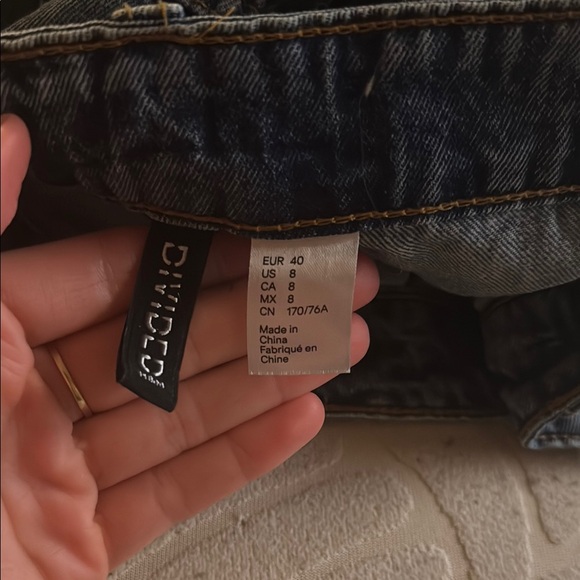 DIVIDED
H&M
EUR 40
US 8
CA 8
MX 8
CN 170/76A
Made in
China
Fabriqué en
Chine